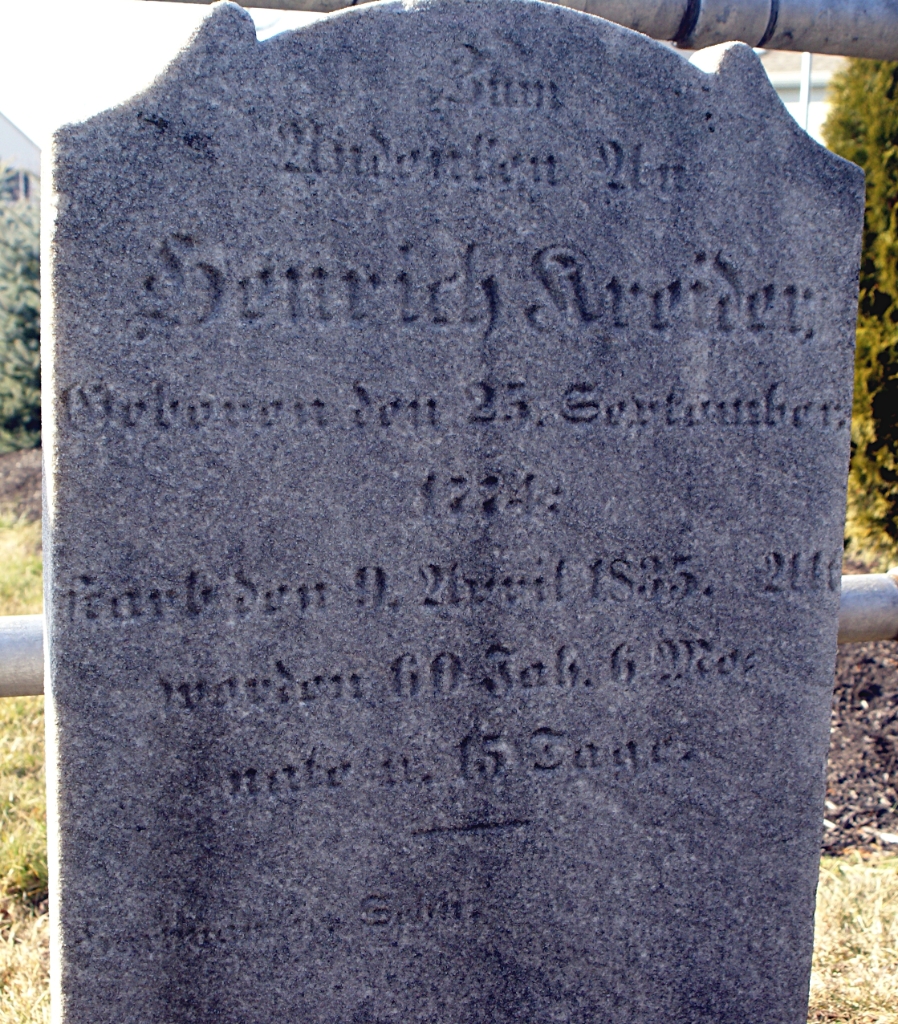 Zum
Andenken An
Henrich Kreider,
Geboren den 25. September
1774:
starb den 9. April 1835. Alt
worden 60 Jah. 6 Mo=
nate u. 15 Tage.